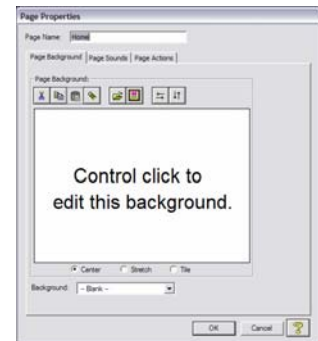 Page Properties
Page Name: Home
Page Background Page Sounds Page Actions
Page Background:
Control click to
edit this background.
Center Stretch Tile
Background: - Blank -
OK Cancel ?